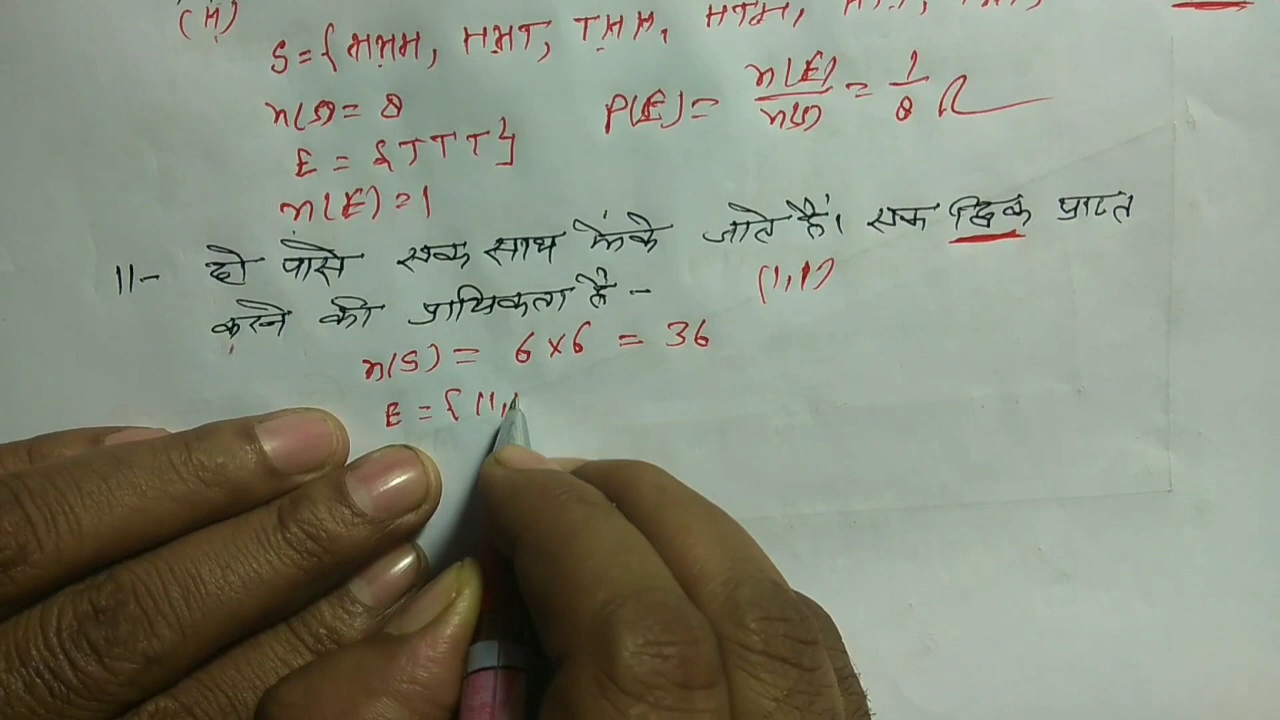 (H)
S = { HHH, HHT, THH, HTH,
n(S) = 8
P(E) = n(E)/n(S) = 1/8
E = {TTT}
n(E) = 1
11- दो पांसे एक साथ फेंके जाते हैं। एक द्विक प्राप्त
करने की प्रायिकता है -
(1,1)
n(S) = 6×6 = 36
E = { (1,